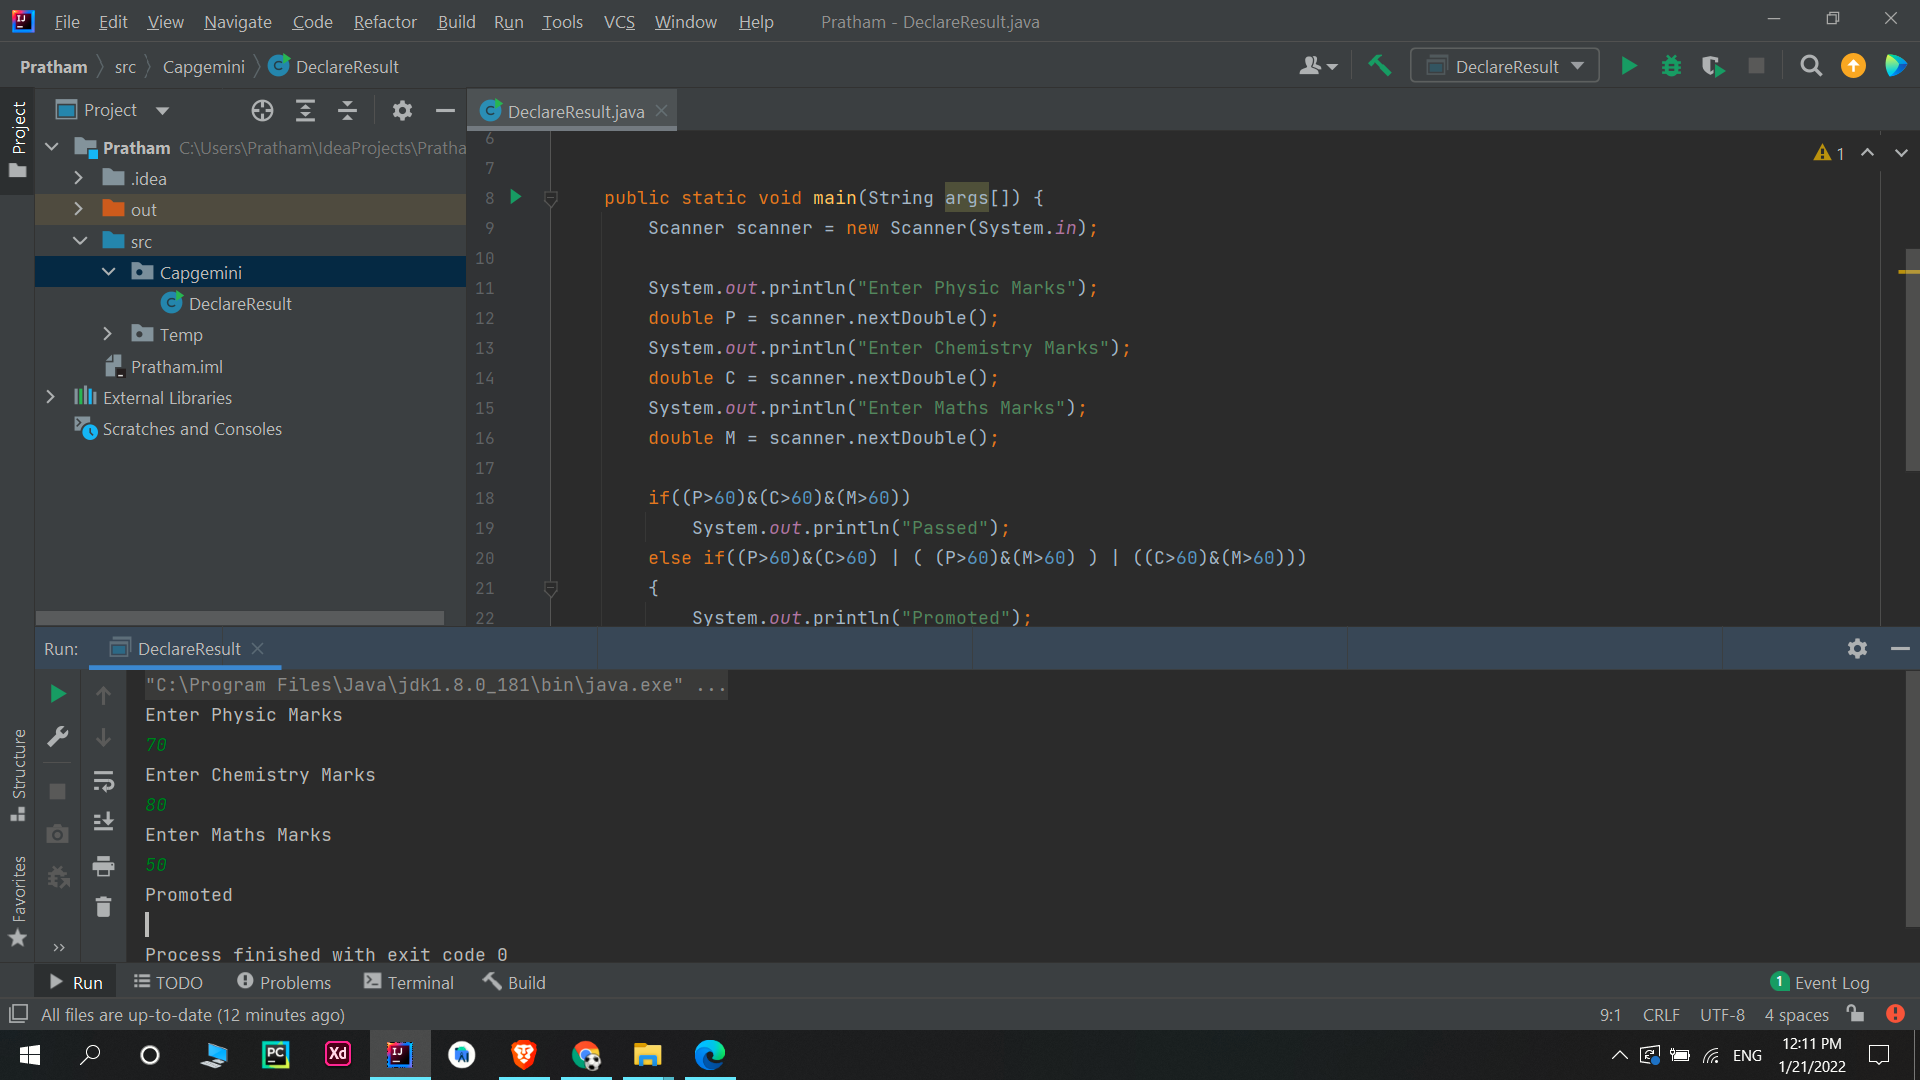 File Edit View Navigate Code Refactor Build Run Tools VCS Window Help Pratham - DeclareResult.java
Pratham src Capgemini DeclareResult DeclareResult
Project
Project
DeclareResult.java
Pratham C:\Users\Pratham\IdeaProjects\Pratha
.idea
out
src
Capgemini
DeclareResult
Temp
Pratham.iml
External Libraries
Scratches and Consoles
1
6
7
8 public static void main(String args[]) {
9 Scanner scanner = new Scanner(System.in);
10
11 System.out.println("Enter Physic Marks");
12 double P = scanner.nextDouble();
13 System.out.println("Enter Chemistry Marks");
14 double C = scanner.nextDouble();
15 System.out.println("Enter Maths Marks");
16 double M = scanner.nextDouble();
17
18 if((P>60)&(C>60)&(M>60))
19 System.out.println("Passed");
20 else if((P>60)&(C>60) | ( (P>60)&(M>60) ) | ((C>60)&(M>60)))
21 {
22 System.out.println("Promoted");
Run: DeclareResult
"C:\Program Files\Java\jdk1.8.0_181\bin\java.exe" ...
Enter Physic Marks
70
Enter Chemistry Marks
80
Enter Maths Marks
50
Promoted
Process finished with exit code 0
Structure
Favorites
Run TODO Problems Terminal Build 1 Event Log
All files are up-to-date (12 minutes ago) 9:1 CRLF UTF-8 4 spaces
PC Xd IJ ENG 12:11 PM
1/21/2022